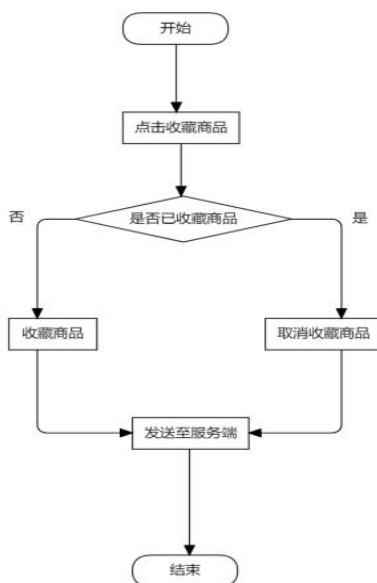 开始
点击收藏商品
是否已收藏商品
否
是
收藏商品
取消收藏商品
发送至服务端
结束